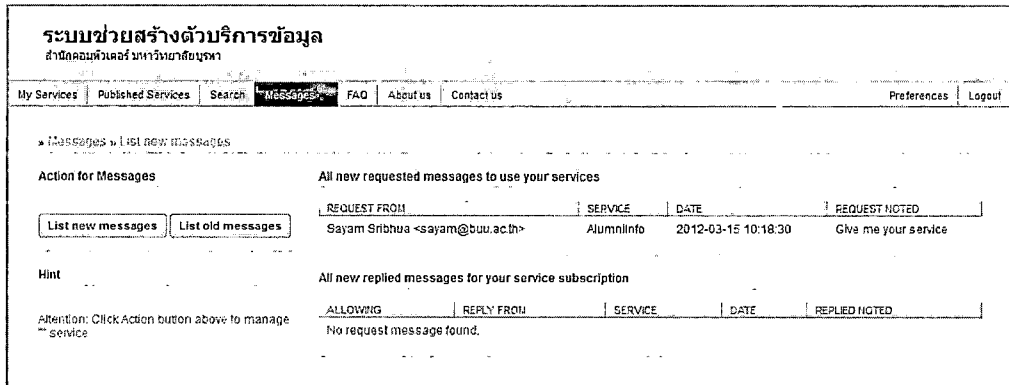 ระบบช่วยสร้างตัวบริการข้อมูล
สำนักคอมพิวเตอร์ มหาวิทยาลัยบูรพา
My Services Published Services Search Messages FAQ About us Contact us Preferences Logout
» Messages » List new messages
Action for Messages
List new messages List old messages
Hint
Attention: Click Action button above to manage
service
All new requested messages to use your services
REQUEST FROM SERVICE DATE REQUEST NOTED
Sayam Sribhua <sayam@buu.ac.th> AlumniInfo 2012-03-15 10:18:30 Give me your service
All new replied messages for your service subscription
ALLOWING REPLY FROM SERVICE DATE REPLIED NOTED
No request message found.